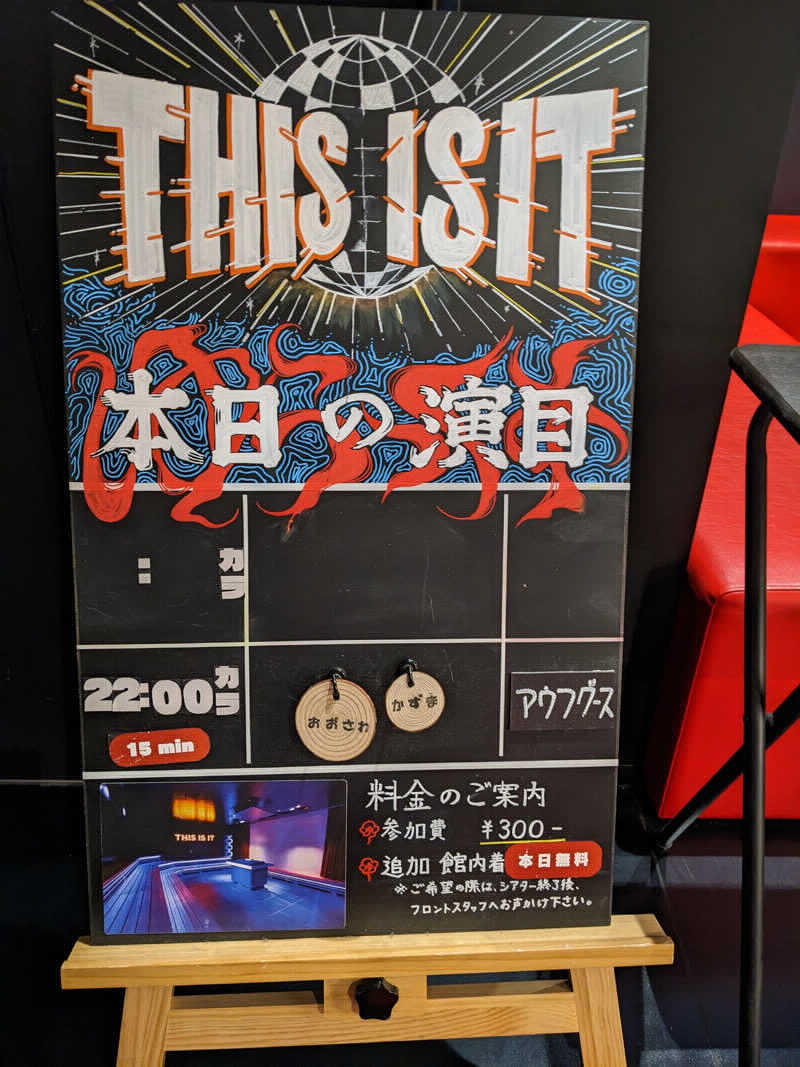 THIS IS IT
本日の演目
: カラ
22:00 カラ
15 min
おおさわ
かずま
アウフグース
THIS IS IT
料金のご案内
参加費 ¥300-
追加 館内着 本日無料
※ご希望の際は、シアター終了後、
フロントスタッフへお声かけ下さい。